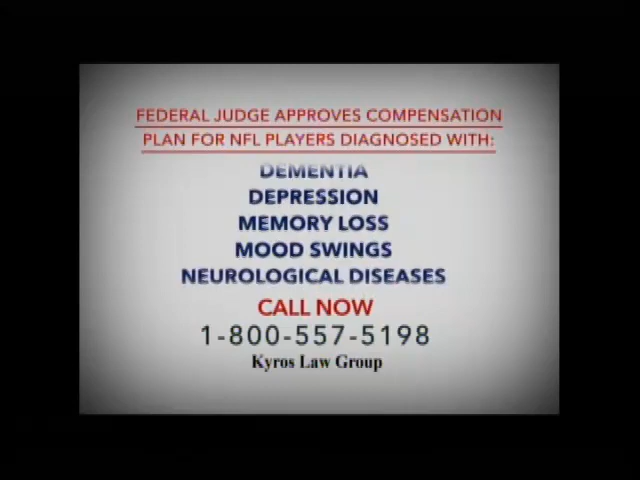 FEDERAL JUDGE APPROVES COMPENSATION
PLAN FOR NFL PLAYERS DIAGNOSED WITH:
DEMENTIA
DEPRESSION
MEMORY LOSS
MOOD SWINGS
NEUROLOGICAL DISEASES
CALL NOW
1-800-557-5198
Kyros Law Group